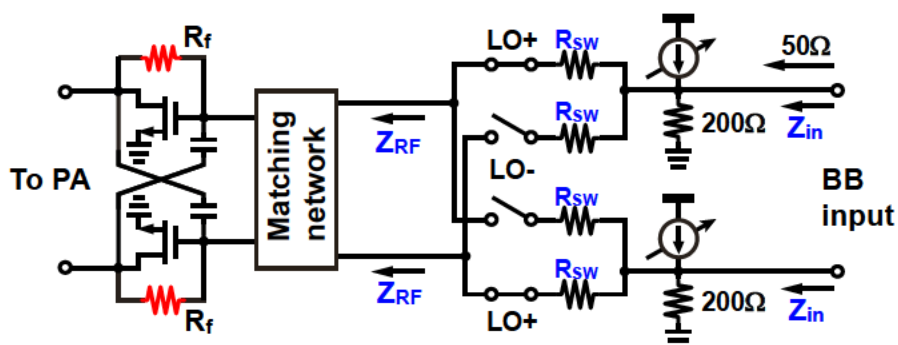 Rf
LO+
RSW
50Ω
Zin
200Ω
RSW
ZRF
LO-
To PA
Matching
network
BB
input
RSW
ZRF
LO+
RSW
200Ω
Zin
Rf